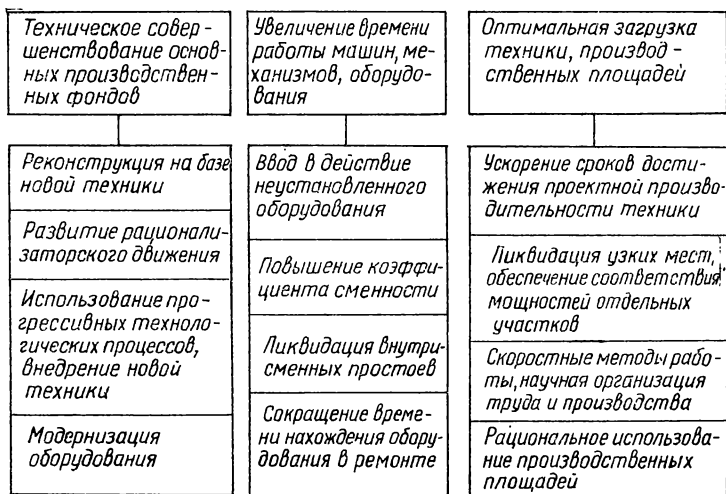 Техническое совер-
шенствование основ-
ных производствен-
ных фондов
Реконструкция на базе
новой техники
Развитие рационали-
заторского движения
Использование про-
грессивных техноло-
гических процессов,
внедрение новой
техники
Модернизация
оборудования
Увеличение времени
работы машин, ме-
ханизмов, оборудо-
вания
Ввод в действие
неустановленного
оборудования
Повышение коэффи-
циента сменности
Ликвидация внутри-
сменных простоев
Сокращение време-
ни нахождения обору-
дования в ремонте
Оптимальная загрузка
техники, производ-
ственных площадей
Ускорение сроков дости-
жения проектной произво-
дительности техники
Ликвидация узких мест,
обеспечение соответствия
мощностей отдельных
участков
Скоростные методы рабо-
ты, научная организация
труда и производства
Рациональное использова-
ние производственных
площадей